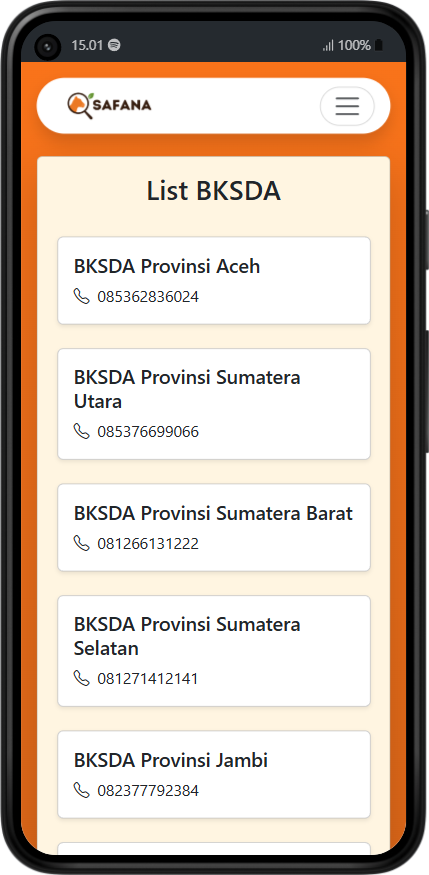 15.01 100%
SAFANA
List BKSDA
BKSDA Provinsi Aceh
085362836024
BKSDA Provinsi Sumatera
Utara
085376699066
BKSDA Provinsi Sumatera Barat
081266131222
BKSDA Provinsi Sumatera
Selatan
081271412141
BKSDA Provinsi Jambi
082377792384